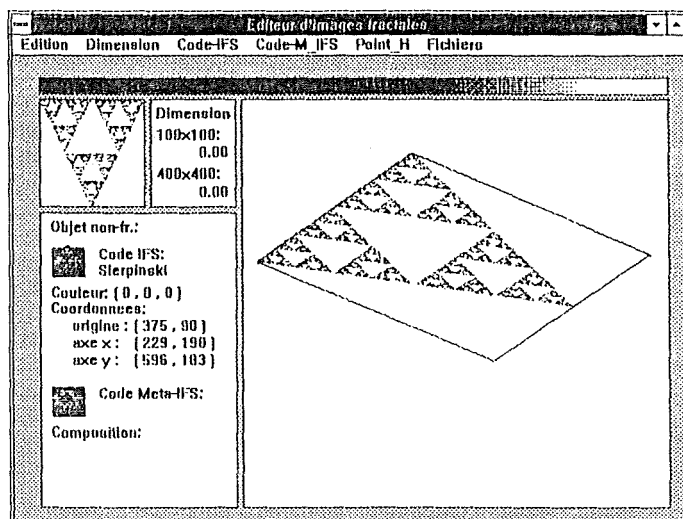 Editeur d'Images fractales
Edition Dimension Code-IFS Code-M_IFS Point_H Fichiers
Dimension
100x100:
0.00
400x400:
0.00
Objet non-fr.:
Code IFS:
Sierpinski
Couleur: (0, 0, 0)
Coordonnees:
origine : (375, 90)
axe x : (229, 190)
axe y : (596, 183)
Code Meta-IFS:
Composition: